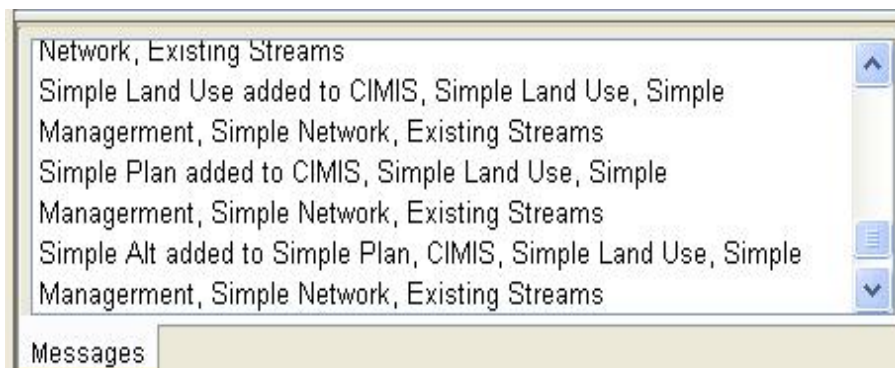 Network, Existing Streams
Simple Land Use added to CIMIS, Simple Land Use, Simple
Managerment, Simple Network, Existing Streams
Simple Plan added to CIMIS, Simple Land Use, Simple
Managerment, Simple Network, Existing Streams
Simple Alt added to Simple Plan, CIMIS, Simple Land Use, Simple
Managerment, Simple Network, Existing Streams
Messages